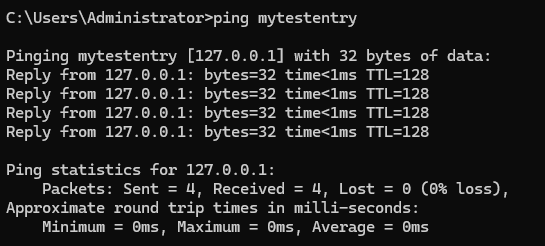 C:\Users\Administrator>ping mytestentry
Pinging mytestentry [127.0.0.1] with 32 bytes of data:
Reply from 127.0.0.1: bytes=32 time<1ms TTL=128
Reply from 127.0.0.1: bytes=32 time<1ms TTL=128
Reply from 127.0.0.1: bytes=32 time<1ms TTL=128
Reply from 127.0.0.1: bytes=32 time<1ms TTL=128
Ping statistics for 127.0.0.1:
Packets: Sent = 4, Received = 4, Lost = 0 (0% loss),
Approximate round trip times in milli-seconds:
Minimum = 0ms, Maximum = 0ms, Average = 0ms